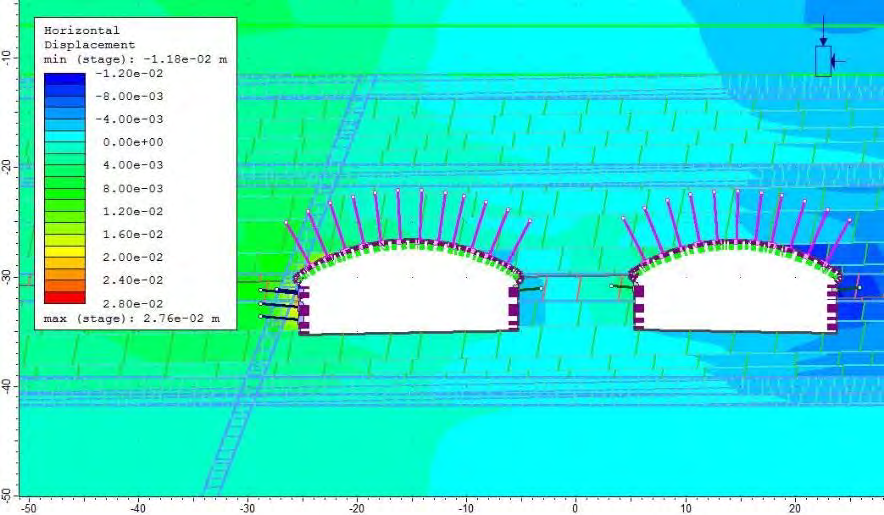 Horizontal
Displacement
min (stage): -1.18e-02 m
-1.20e-02
-8.00e-03
-4.00e-03
0.00e+00
4.00e-03
8.00e-03
1.20e-02
1.60e-02
2.00e-02
2.40e-02
2.80e-02
max (stage): 2.76e-02 m
-10
-20
-30
-40
-50
-50
-40
-30
-20
-10
0
10
20